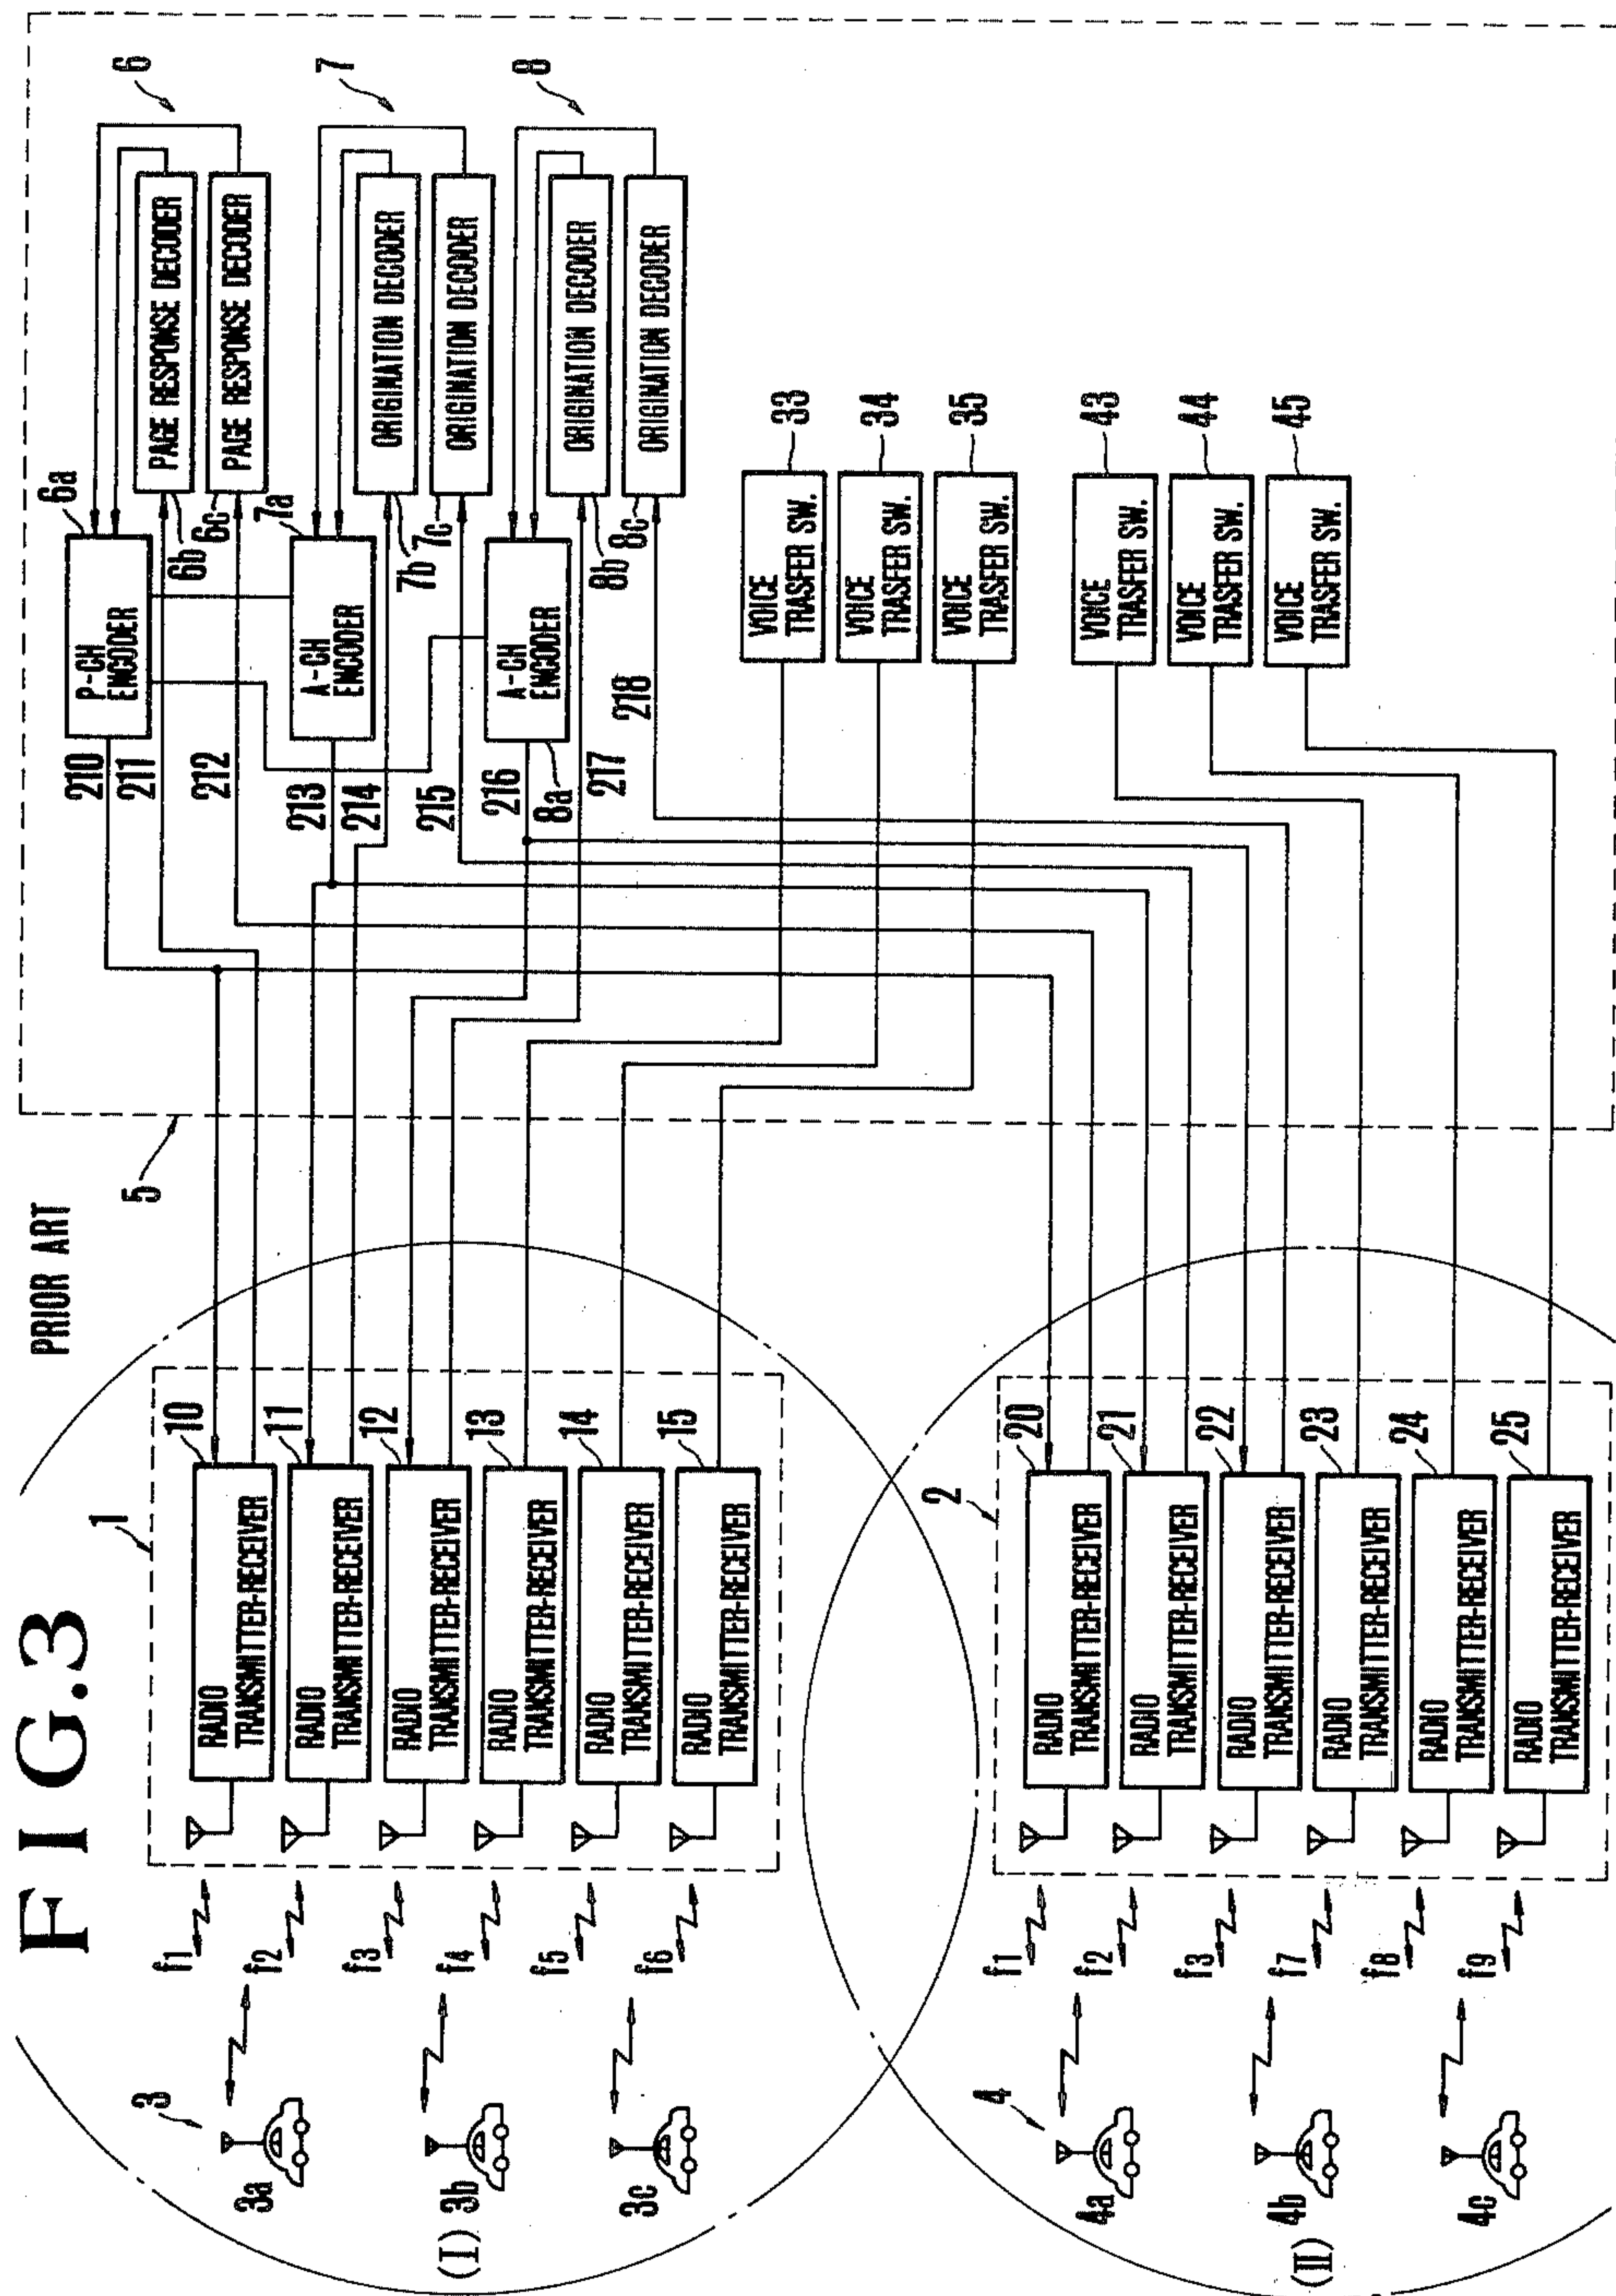 FIG.3
PRIOR ART
1
5
(I)
3
3a
3b
3c
f1
f2
f3
f4
f5
f6
RADIO
TRANSMITTER-RECEIVER
10
RADIO
TRANSMITTER-RECEIVER
11
RADIO
TRANSMITTER-RECEIVER
12
RADIO
TRANSMITTER-RECEIVER
13
RADIO
TRANSMITTER-RECEIVER
14
RADIO
TRANSMITTER-RECEIVER
15
(II)
4
4a
4b
4c
f1
f2
f3
f7
f8
f9
2
RADIO
TRANSMITTER-RECEIVER
20
RADIO
TRANSMITTER-RECEIVER
21
RADIO
TRANSMITTER-RECEIVER
22
RADIO
TRANSMITTER-RECEIVER
23
RADIO
TRANSMITTER-RECEIVER
24
RADIO
TRANSMITTER-RECEIVER
25
210
211
212
213
214
215
216
217
218
P-CH
ENCODER
6a
6b
PAGE RESPONSE DECODER
6c
PAGE RESPONSE DECODER
6
A-CH
ENCODER
7a
7b
ORIGINATION DECODER
7c
ORIGINATION DECODER
7
A-CH
ENCODER
8a
8b
ORIGINATION DECODER
8c
ORIGINATION DECODER
8
VOICE
TRASFER SW.
33
VOICE
TRASFER SW.
34
VOICE
TRASFER SW.
35
VOICE
TRASFER SW.
43
VOICE
TRASFER SW.
44
VOICE
TRASFER SW.
45